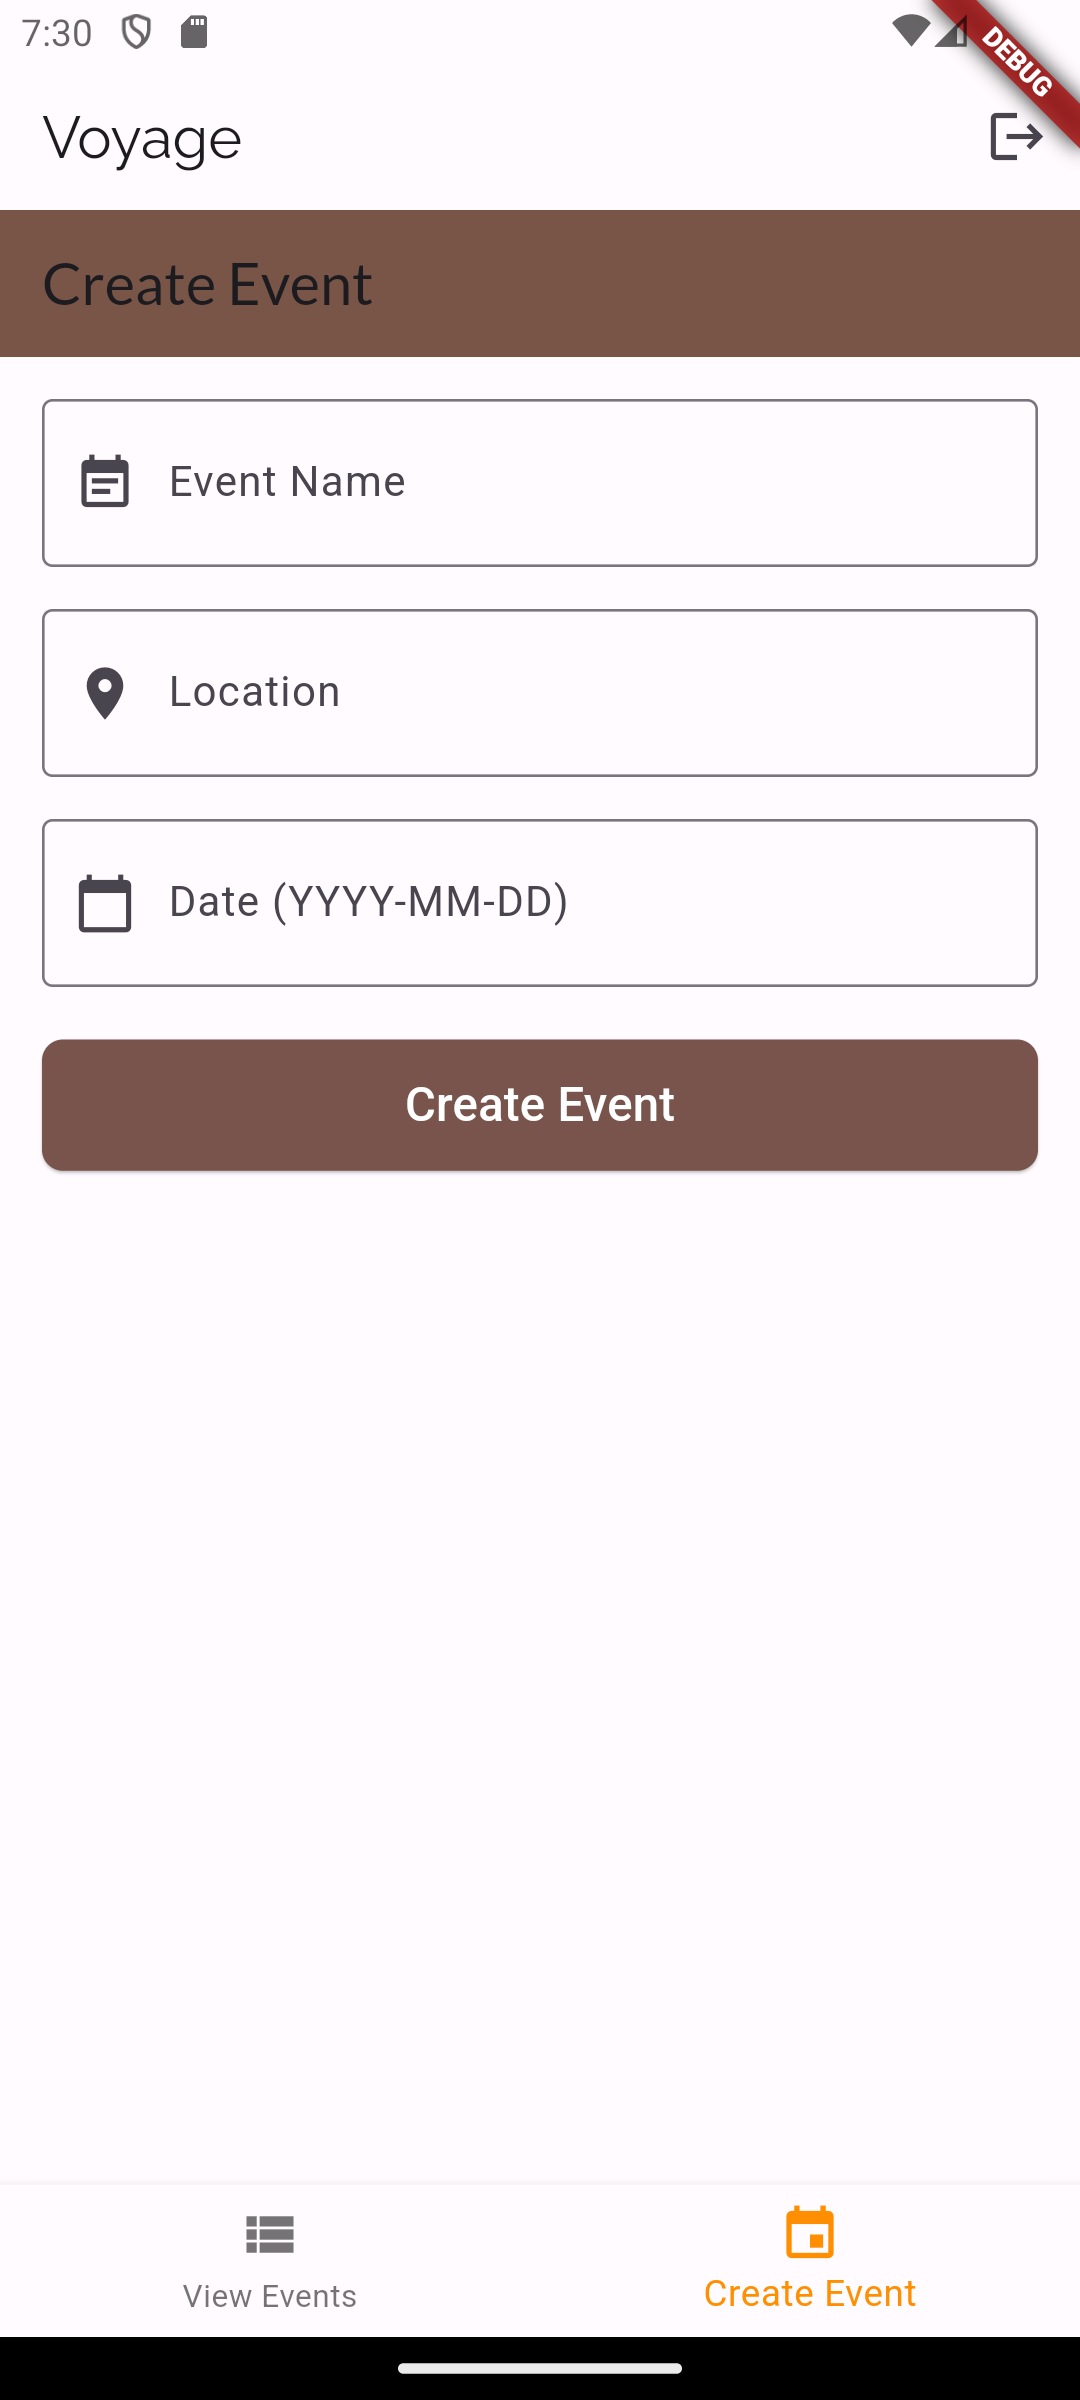 7:30
DEBUG
Voyage
Create Event
Event Name
Location
Date (YYYY-MM-DD)
Create Event
View Events
Create Event